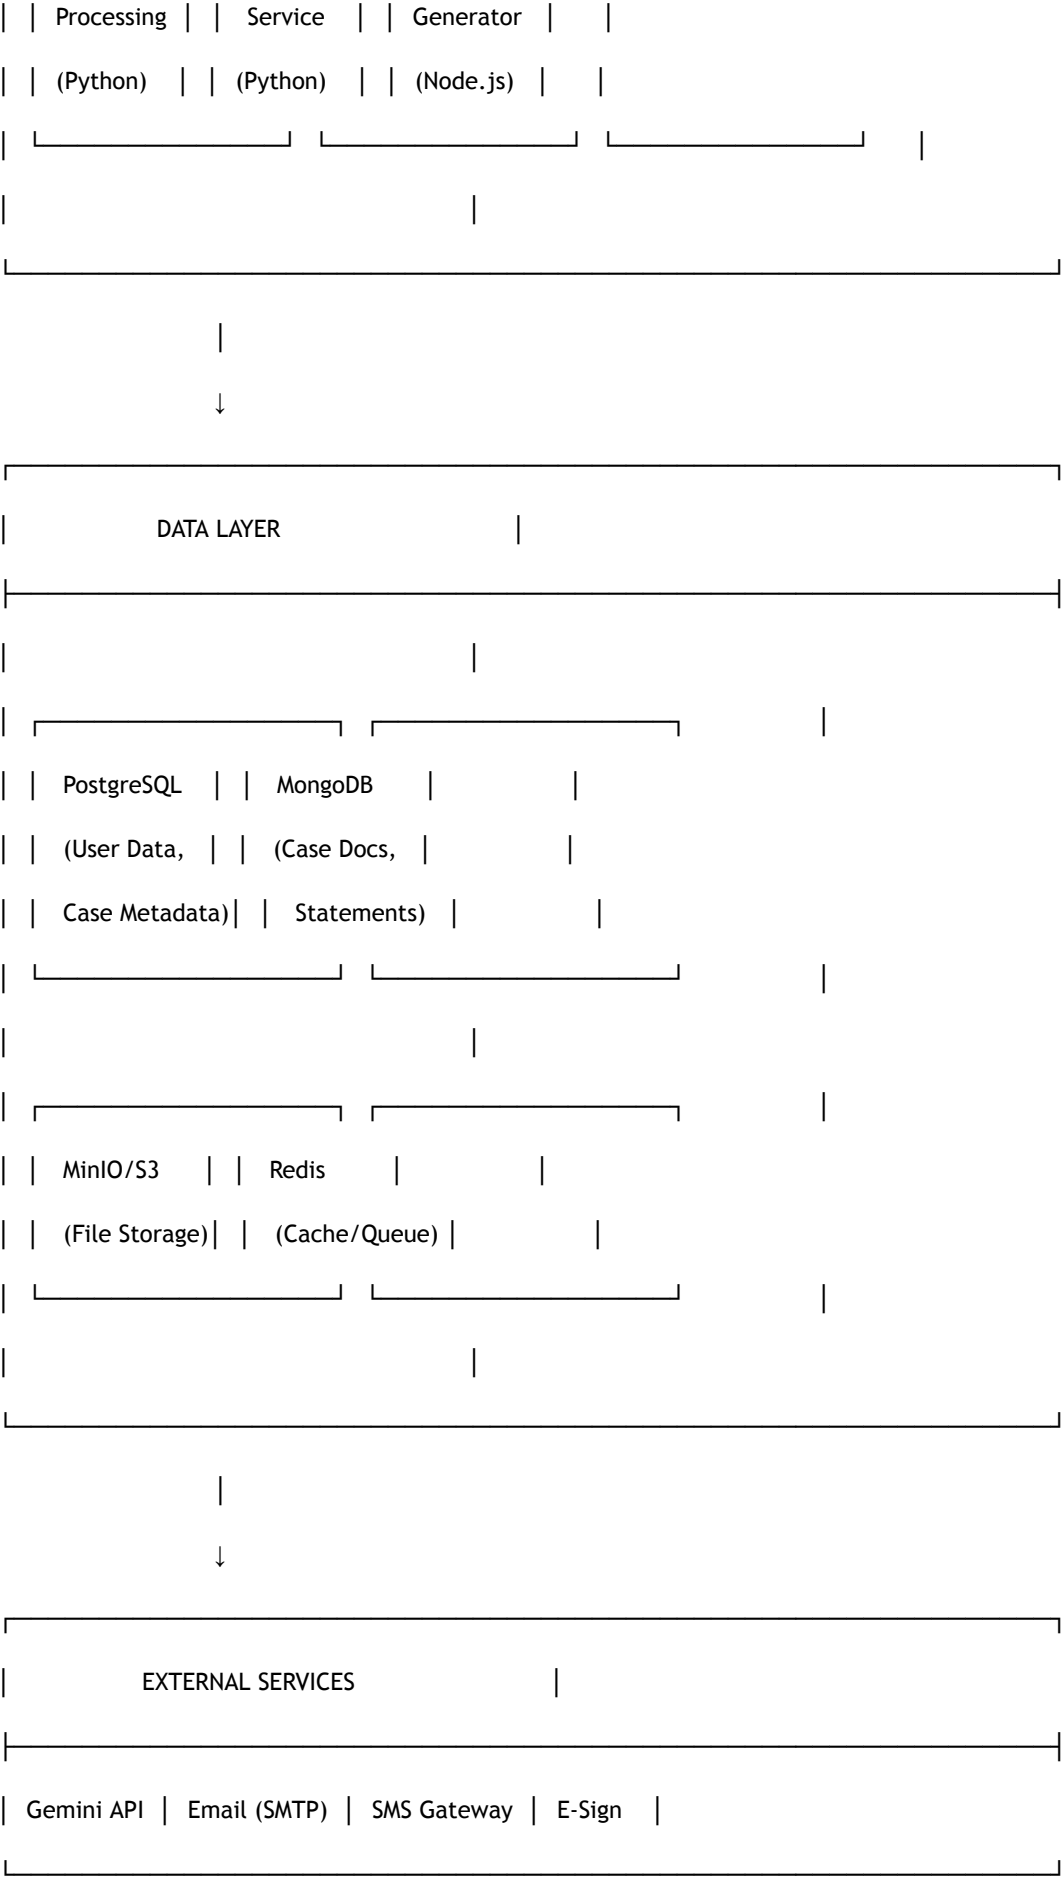 │ │ Processing │ │ Service │ │ Generator │ │
│ │ (Python) │ │ (Python) │ │ (Node.js) │ │
│ └─────────────────┘ └─────────────────┘ └─────────────────┘ │
│ │
└──────────────────────────────────────────────────────────────┘
│
↓
┌──────────────────────────────────────────────────────────────┐
│ DATA LAYER │
├──────────────────────────────────────────────────────────────┤
│ │
│ ┌────────────────────┐ ┌────────────────────┐ │
│ │ PostgreSQL │ │ MongoDB │ │
│ │ (User Data, │ │ (Case Docs, │ │
│ │ Case Metadata)│ │ Statements) │ │
│ └────────────────────┘ └────────────────────┘ │
│ │
│ ┌────────────────────┐ ┌────────────────────┐ │
│ │ MinIO/S3 │ │ Redis │ │
│ │ (File Storage)│ │ (Cache/Queue) │ │
│ └────────────────────┘ └────────────────────┘ │
│ │
└──────────────────────────────────────────────────────────────┘
│
↓
┌──────────────────────────────────────────────────────────────┐
│ EXTERNAL SERVICES │
├──────────────────────────────────────────────────────────────┤
│ Gemini API │ Email (SMTP) │ SMS Gateway │ E-Sign │
└──────────────────────────────────────────────────────────────┘